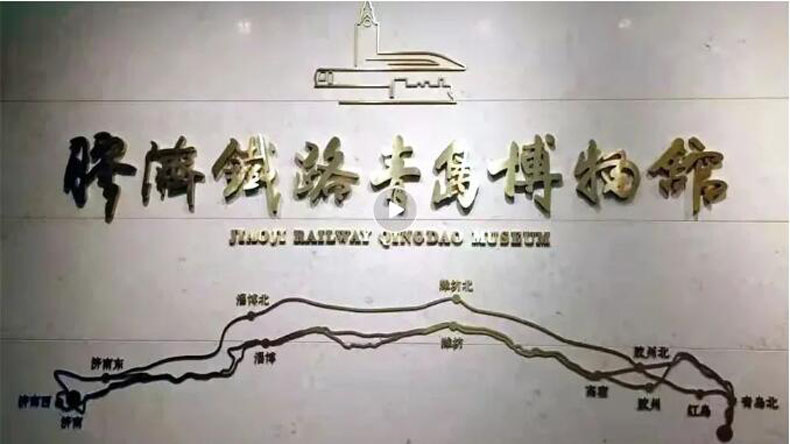 膠濟鐵路青島博物館
JIAOJI RAILWAY QINGDAO MUSEUM
淄博北
潍坊北
济南东
淄博
潍坊
胶州北
济南西
济南
高密
胶州
红岛
青岛北